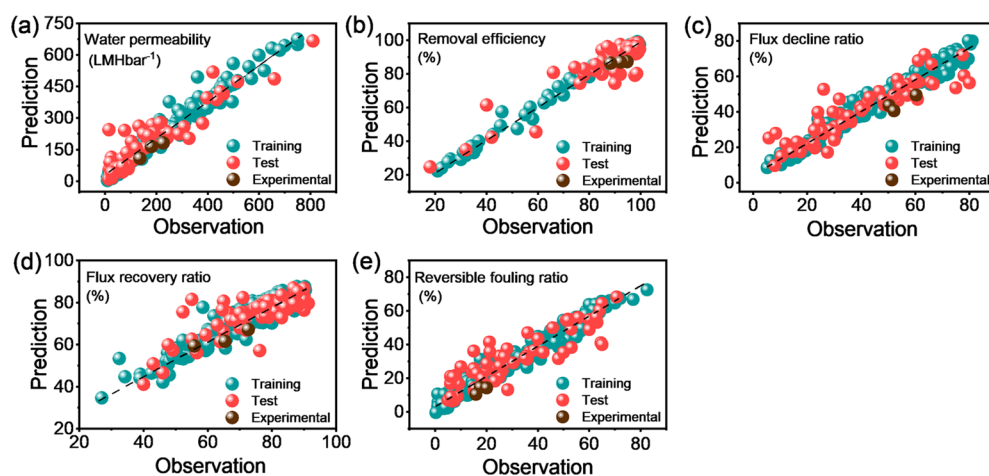 (a)
Water permeability
(LMHbar⁻¹)
Prediction
750
600
450
300
150
0
Training
Test
Experimental
0 200 400 600 800
Observation
(b)
Removal efficiency
(%)
Prediction
100
80
60
40
20
Training
Test
Experimental
20 40 60 80 100
Observation
(c)
Flux decline ratio
(%)
Prediction
80
60
40
20
0
Training
Test
Experimental
0 20 40 60 80
Observation
(d)
Flux recovery ratio
(%)
Prediction
100
80
60
40
20
Training
Test
Experimental
20 40 60 80 100
Observation
(e)
Reversible fouling ratio
(%)
Prediction
80
60
40
20
0
Training
Test
Experimental
0 20 40 60 80
Observation